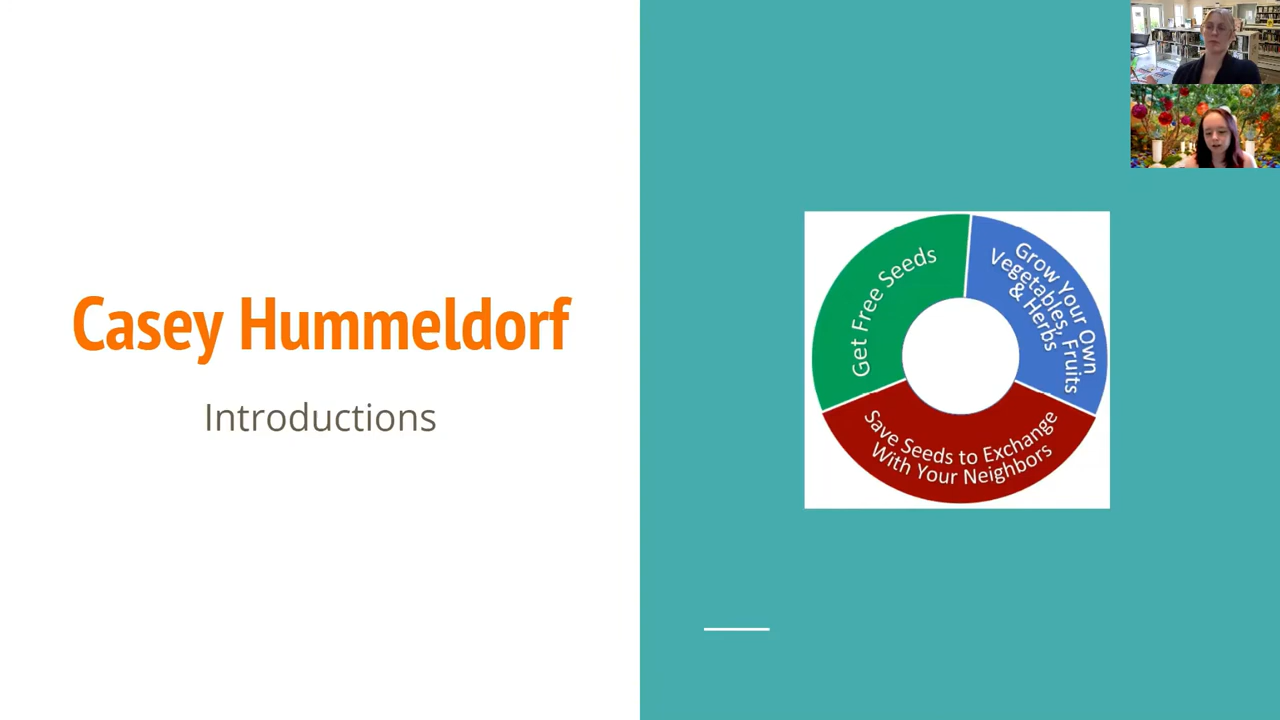 Casey Hummeldorf
Introductions
Get Free Seeds
Grow Your Own
Vegetables, Fruits
& Herbs
Save Seeds to Exchange
With Your Neighbors